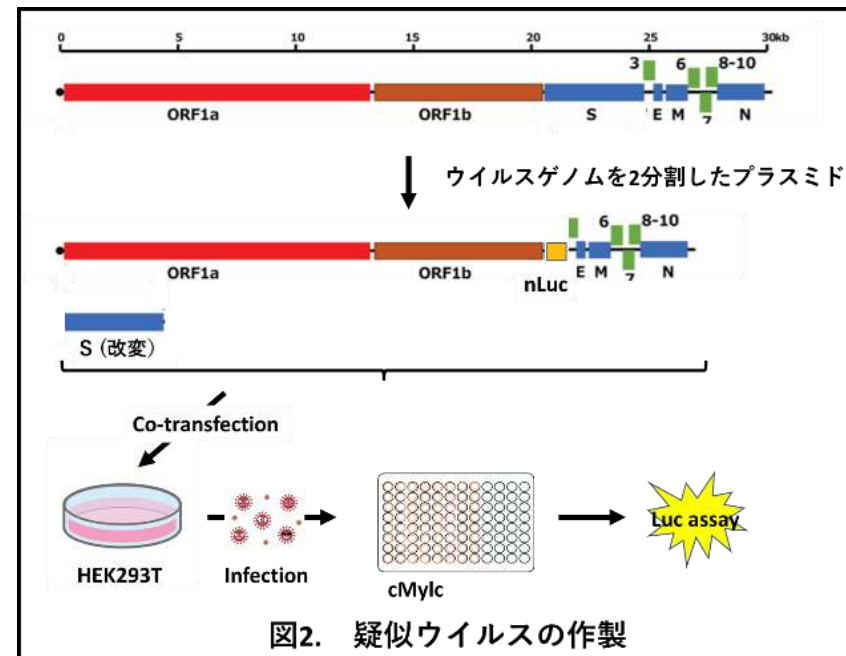 0 5 10 15 20 25 30kb
3 6 8-10
ORF1a ORF1b S E M 7 N
ウイルスゲノムを2分割したプラスミド
6 8-10
ORF1a ORF1b nLuc E M 7 N
S (改変)
Co-transfection
HEK293T Infection cMylc Luc assay
図2. 疑似ウイルスの作製